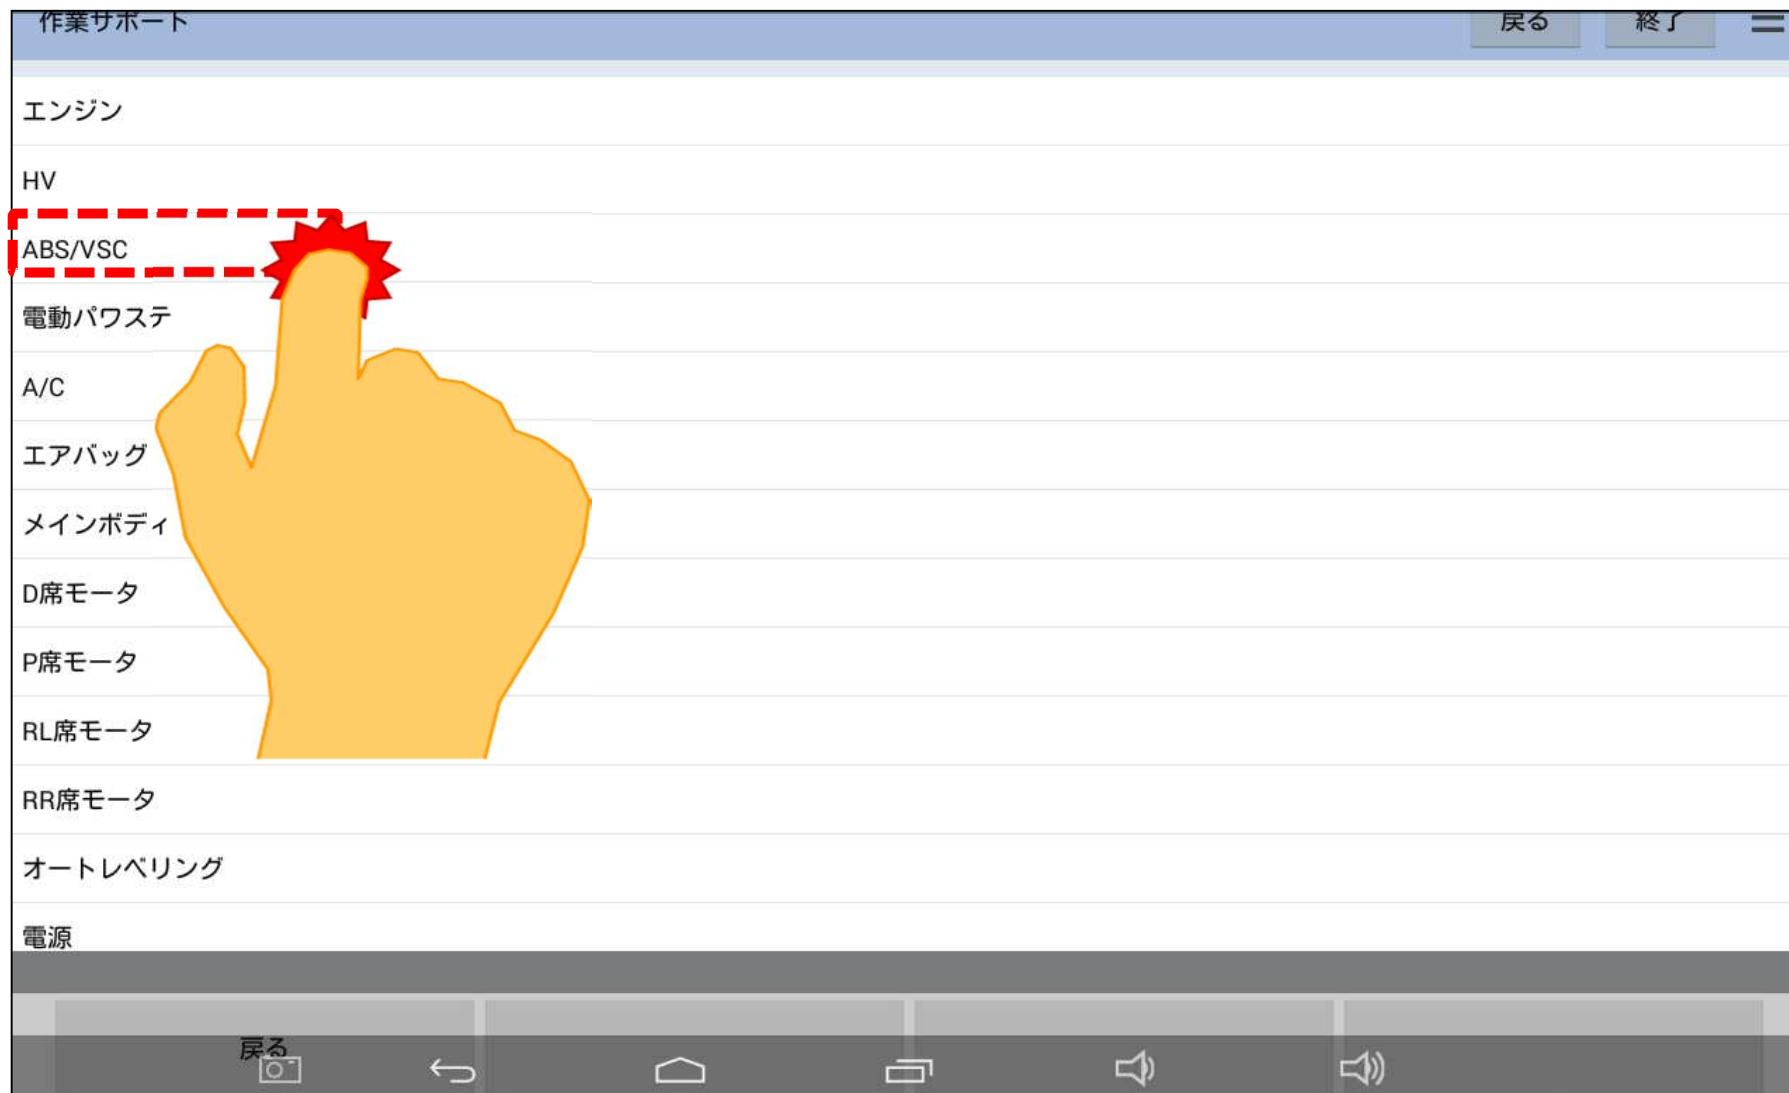 作業サポート
戻る
終了
エンジン
HV
ABS/VSC
電動パワステ
A/C
エアバッグ
メインボディ
D席モータ
P席モータ
RL席モータ
RR席モータ
オートレベリング
電源
戻る